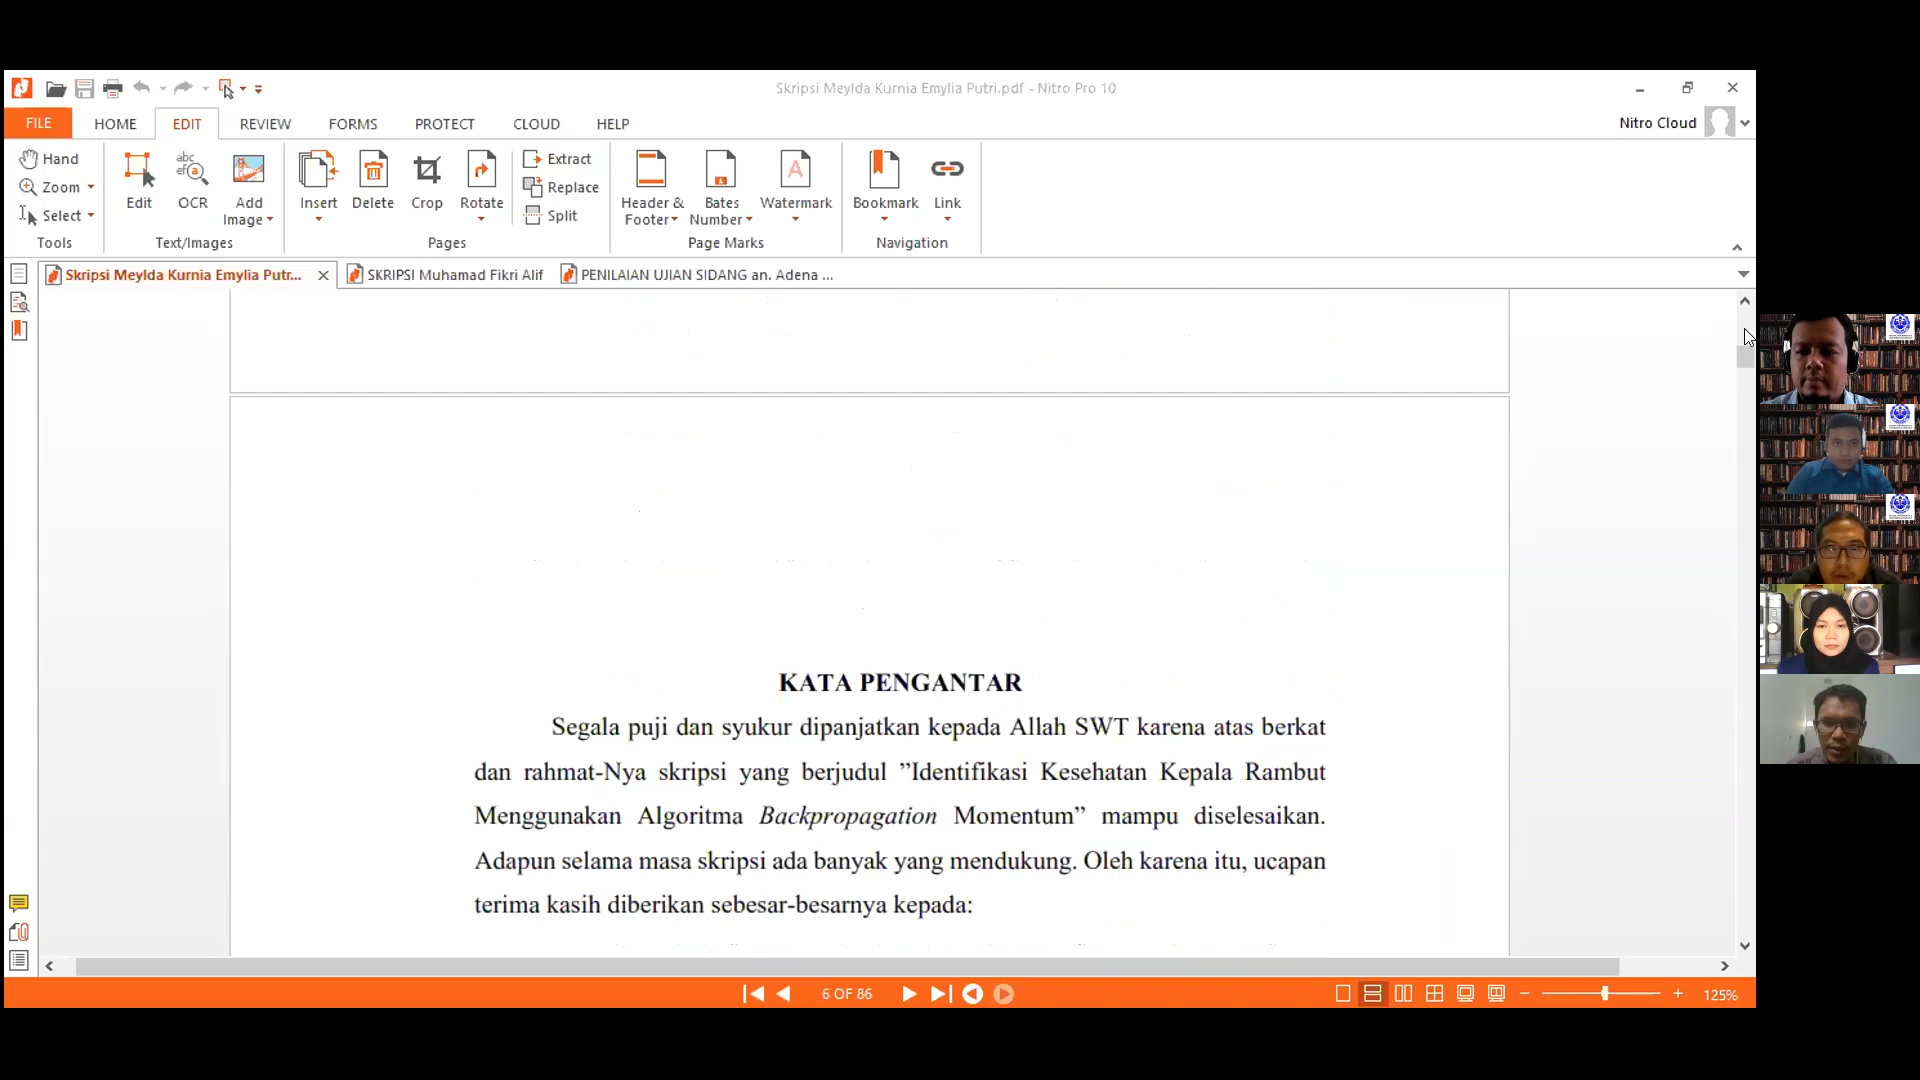 Skripsi Meylda Kurnia Emylia Putri.pdf - Nitro Pro 10
FILE HOME EDIT REVIEW FORMS PROTECT CLOUD HELP Nitro Cloud
Hand
Zoom
Select
Tools
Edit
abc
OCR
Add
Image
Text/Images
Insert
Delete
Crop
Rotate
Extract
Replace
Split
Pages
Header &
Footer
Bates
Number
Watermark
Page Marks
Bookmark
Link
Navigation
Skripsi Meylda Kurnia Emylia Putr... SKRIPSI Muhamad Fikri Alif PENILAIAN UJIAN SIDANG an. Adena ...
KATA PENGANTAR
Segala puji dan syukur dipanjatkan kepada Allah SWT karena atas berkat
dan rahmat-Nya skripsi yang berjudul ”Identifikasi Kesehatan Kepala Rambut
Menggunakan Algoritma Backpropagation Momentum” mampu diselesaikan.
Adapun selama masa skripsi ada banyak yang mendukung. Oleh karena itu, ucapan
terima kasih diberikan sebesar-besarnya kepada:
6 OF 86
125%